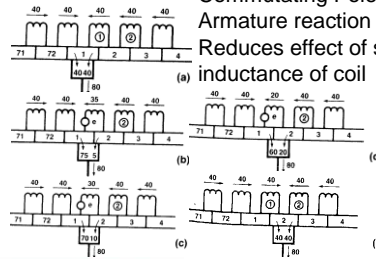 Commutating Poles
Armature reaction
Reduces effect of s
inductance of coil
40 40 40 40
1 2
71 72 1 2 3 4
40 40
80
(a)
40 40 35 40 40
e 2
71 72 1 2 3 4
75 5
80
(b)
40 40 30 40 40
e 2
71 72 1 2 3 4
70 10
80
(c)
40 40 20 40 40
e 2
71 72 1 2 3 4
60 20
80
(d
40 40 40 40 40
1 2
71 72 1 2 3 4
40 40
80
(